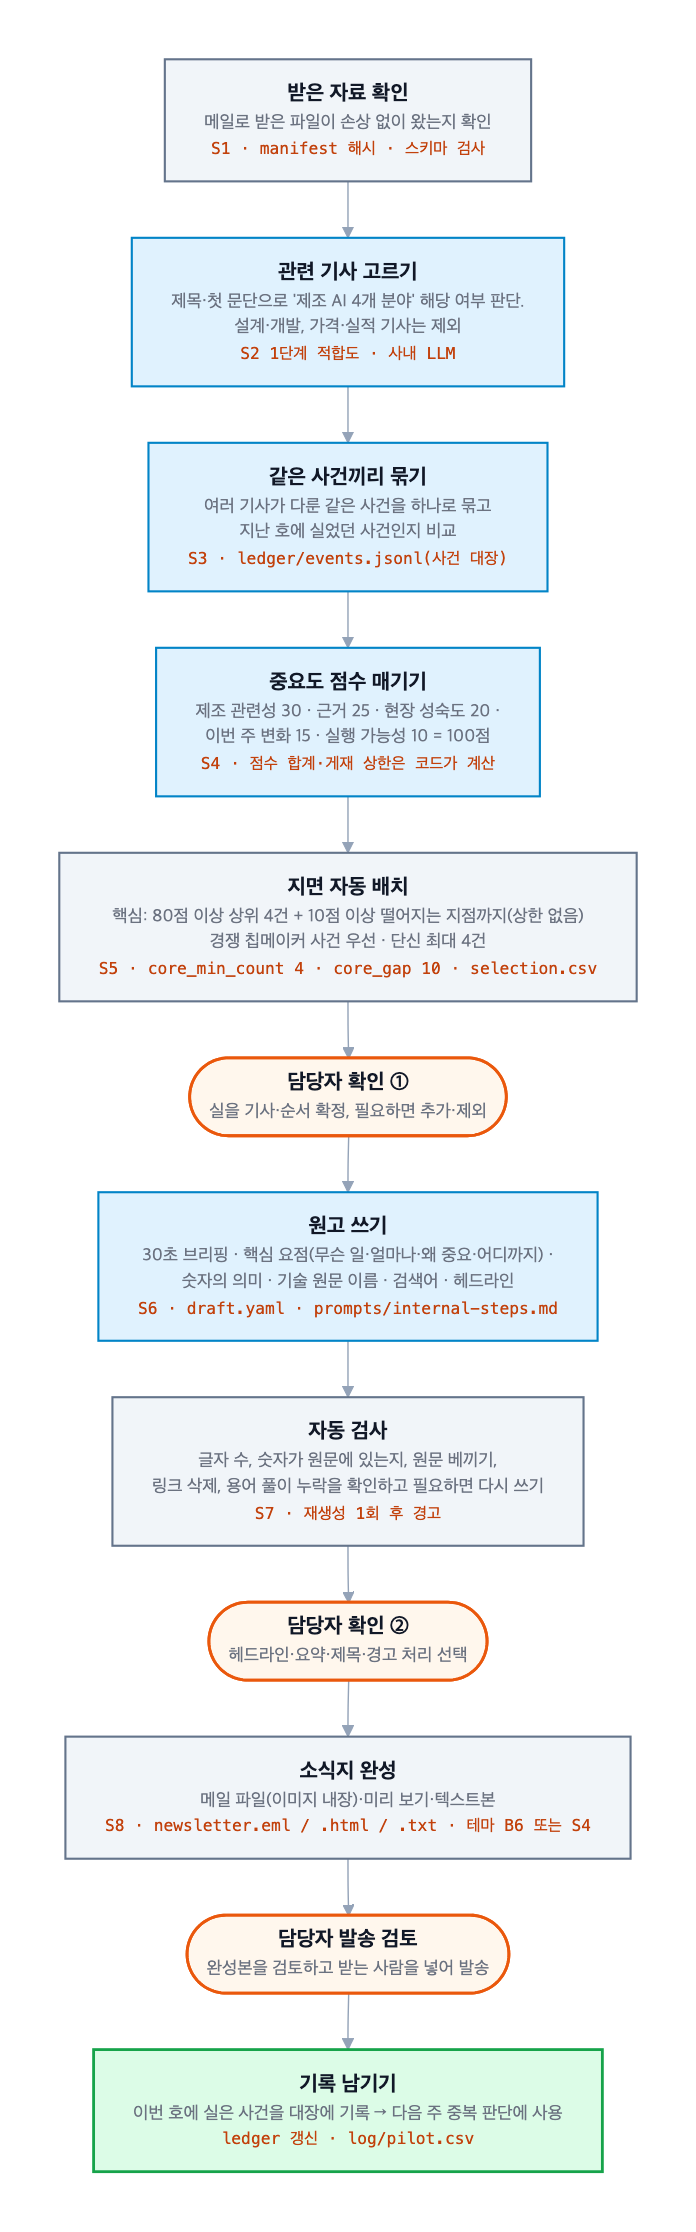 받은 자료 확인
메일로 받은 파일이 손상 없이 왔는지 확인
S1 · manifest 해시 · 스키마 검사
관련 기사 고르기
제목·첫 문단으로 '제조 AI 4개 분야' 해당 여부 판단.
설계·개발, 가격·실적 기사는 제외
S2 1단계 적합도 · 사내 LLM
같은 사건끼리 묶기
여러 기사가 다룬 같은 사건을 하나로 묶고
지난 호에 실었던 사건인지 비교
S3 · ledger/events.jsonl(사건 대장)
중요도 점수 매기기
제조 관련성 30 · 근거 25 · 현장 성숙도 20 ·
이번 주 변화 15 · 실행 가능성 10 = 100점
S4 · 점수 합계·게재 상한은 코드가 계산
지면 자동 배치
핵심: 80점 이상 상위 4건 + 10점 이상 떨어지는 지점까지(상한 없음)
경쟁 칩메이커 사건 우선 · 단신 최대 4건
S5 · core_min_count 4 · core_gap 10 · selection.csv
담당자 확인 ①
실을 기사·순서 확정, 필요하면 추가·제외
원고 쓰기
30초 브리핑 · 핵심 요점(무슨 일·얼마나·왜 중요·어디까지) ·
숫자의 의미 · 기술 원문 이름 · 검색어 · 헤드라인
S6 · draft.yaml · prompts/internal-steps.md
자동 검사
글자 수, 숫자가 원문에 있는지, 원문 베끼기,
링크 삭제, 용어 풀이 누락을 확인하고 필요하면 다시 쓰기
S7 · 재생성 1회 후 경고
담당자 확인 ②
헤드라인·요약·제목·경고 처리 선택
소식지 완성
메일 파일(이미지 내장)·미리 보기·텍스트본
S8 · newsletter.eml / .html / .txt · 테마 B6 또는 S4
담당자 발송 검토
완성본을 검토하고 받는 사람을 넣어 발송
기록 남기기
이번 호에 실은 사건을 대장에 기록 → 다음 주 중복 판단에 사용
ledger 갱신 · log/pilot.csv